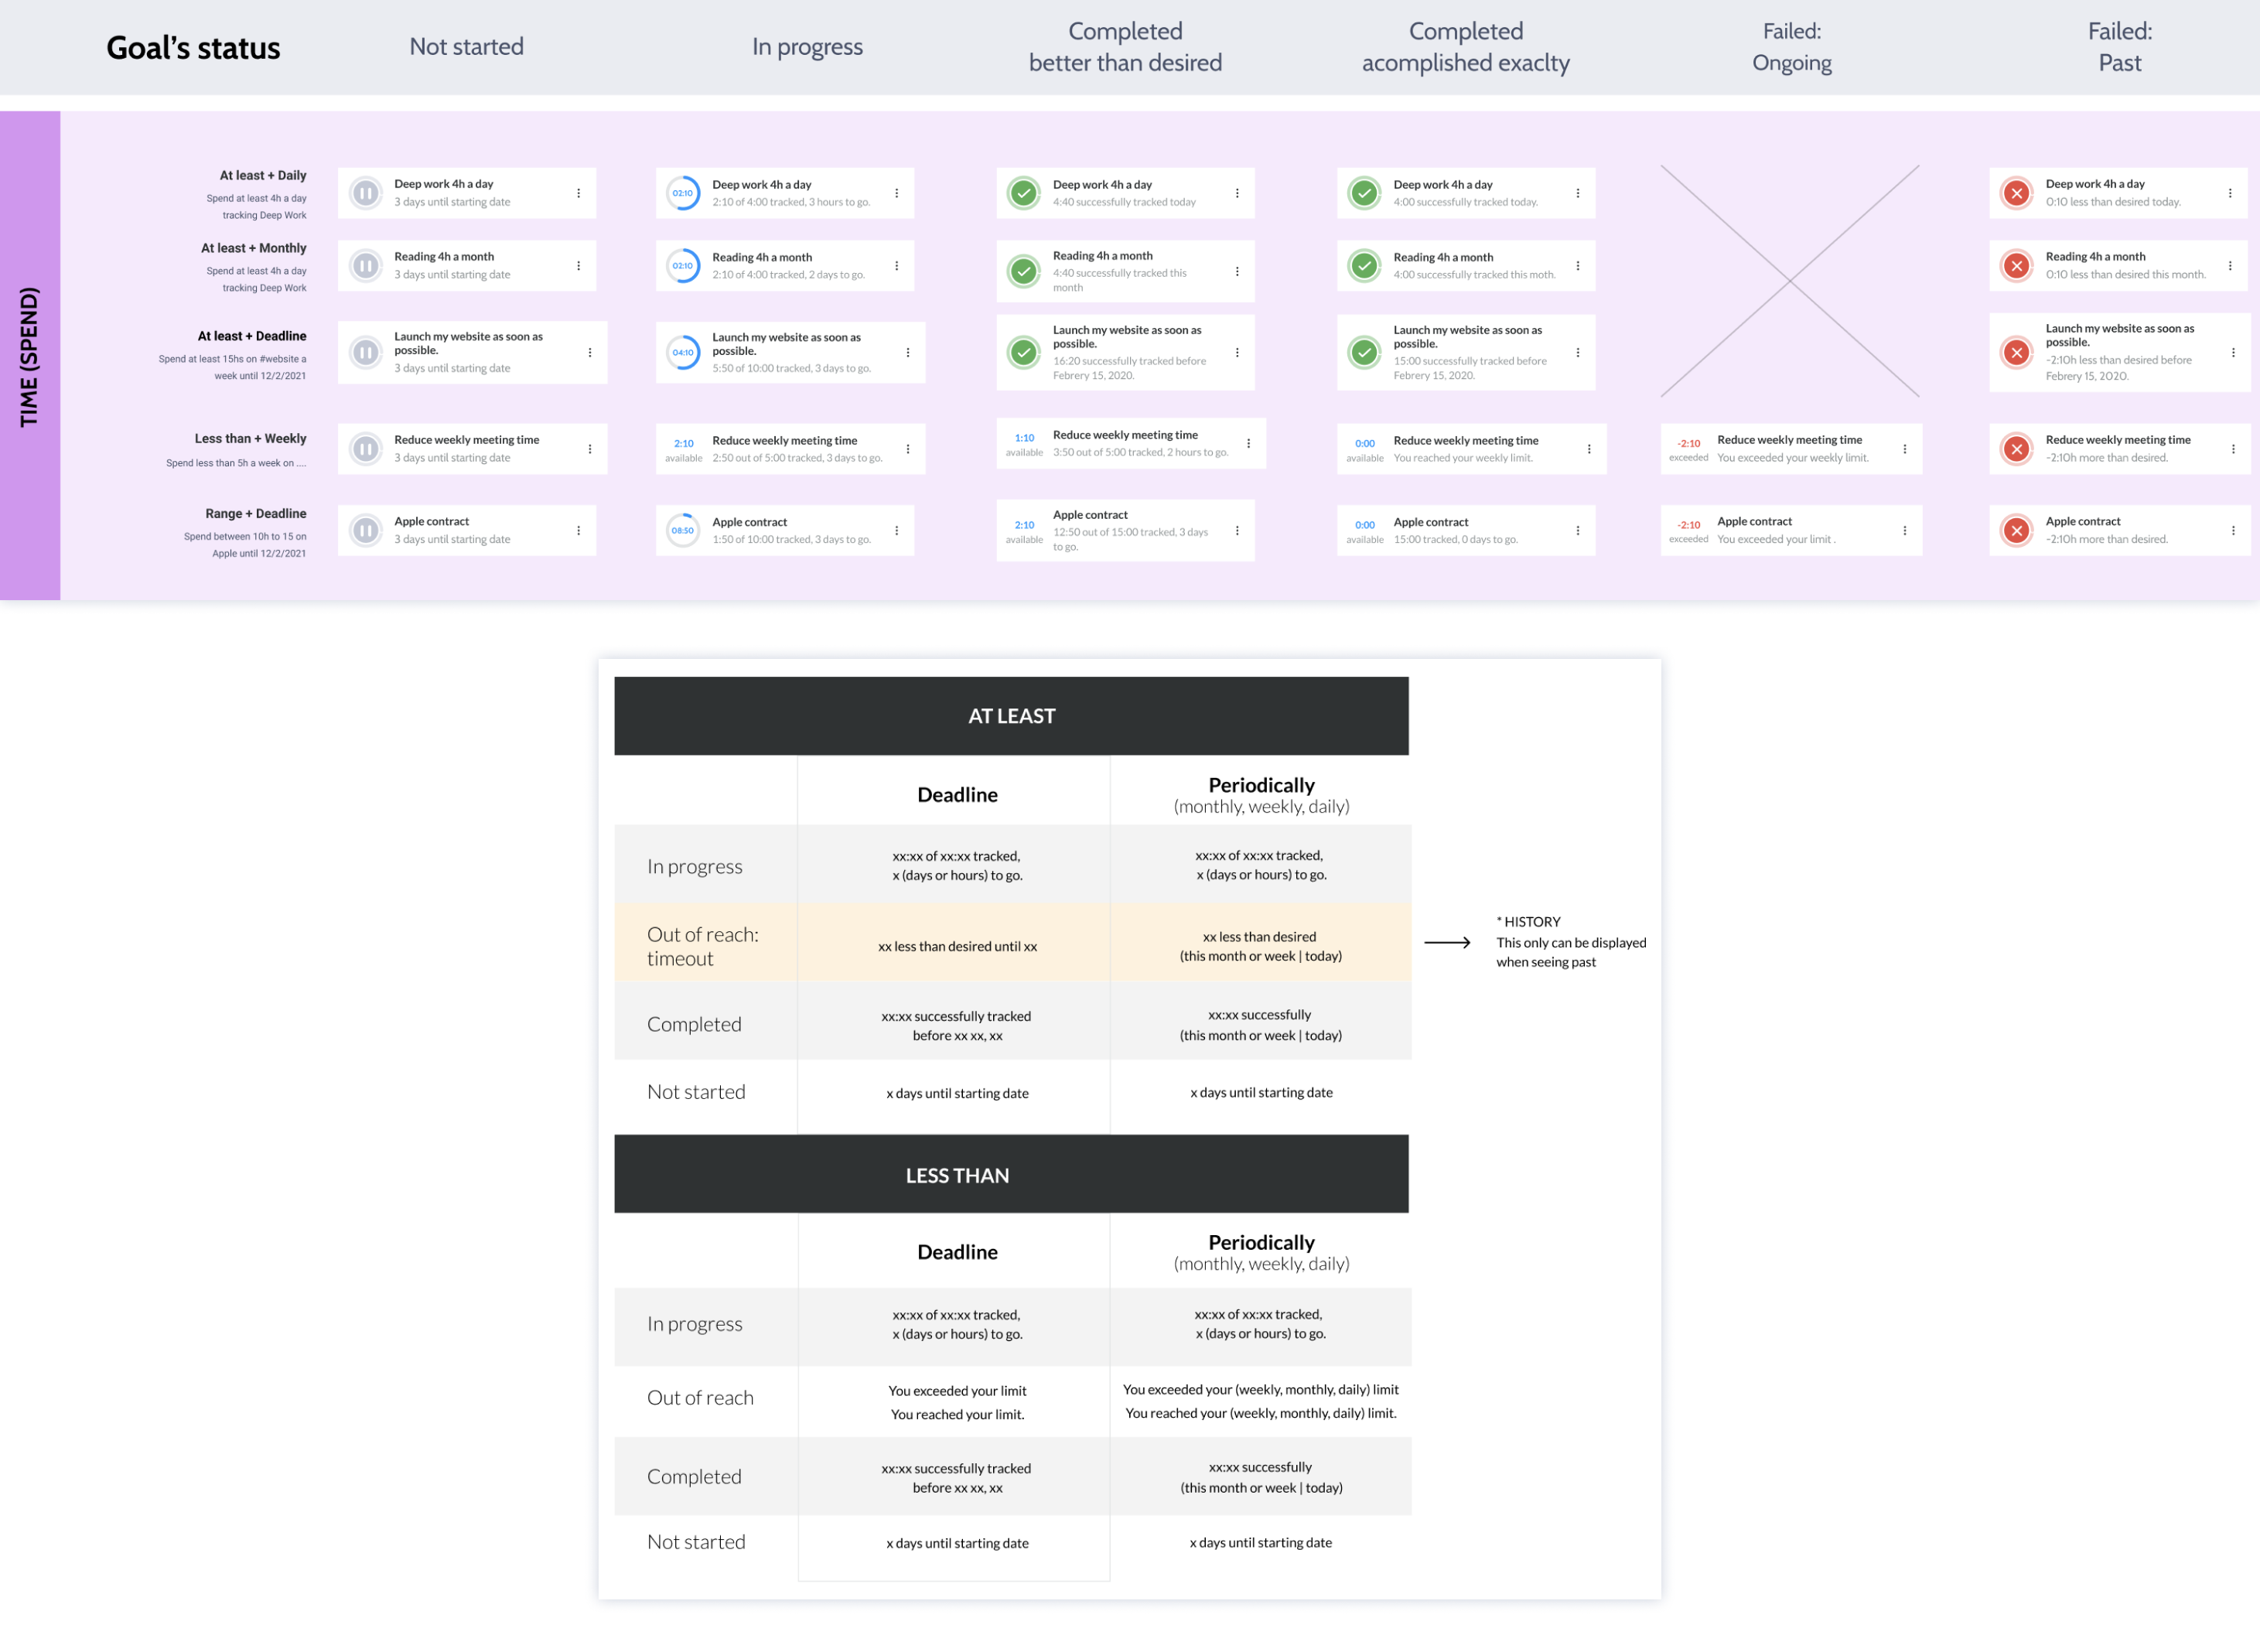 Goal's status
Not started
In progress
Completed
better than desired
Completed
acomplished exaclty
Failed:
Ongoing
Failed:
Past
TIME (SPEND)
At least + Daily
Spend at least 4h a day
tracking Deep Work
Deep work 4h a day
3 days until starting date
02:10
Deep work 4h a day
2:10 of 4:00 tracked, 3 hours to go.
Deep work 4h a day
4:40 successfully tracked today
Deep work 4h a day
4:00 successfully tracked today.
Deep work 4h a day
0:10 less than desired today.
At least + Monthly
Spend at least 4h a day
tracking Deep Work
Reading 4h a month
3 days until starting date
02:10
Reading 4h a month
2:10 of 4:00 tracked, 2 days to go.
Reading 4h a month
4:40 successfully tracked this
month
Reading 4h a month
4:00 successfully tracked this moth.
Reading 4h a month
0:10 less than desired this month.
At least + Deadline
Spend at least 15hs on #website a
week until 12/2/2021
Launch my website as soon as
possible.
3 days until starting date
04:10
Launch my website as soon as
possible.
5:50 of 10:00 tracked, 3 days to go.
Launch my website as soon as
possible.
16:20 successfully tracked before
Febrery 15, 2020.
Launch my website as soon as
possible.
15:00 successfully tracked before
Febrery 15, 2020.
Launch my website as soon as
possible.
-2:10h less than desired before
Febrery 15, 2020.
Less than + Weekly
Spend less than 5h a week on ....
Reduce weekly meeting time
3 days until starting date
2:10
available
Reduce weekly meeting time
2:50 out of 5:00 tracked, 3 days to go.
1:10
available
Reduce weekly meeting time
3:50 out of 5:00 tracked, 2 hours to go.
0:00
available
Reduce weekly meeting time
You reached your weekly limit.
-2:10
exceeded
Reduce weekly meeting time
You exceeded your weekly limit.
Reduce weekly meeting time
-2:10h more than desired.
Range + Deadline
Spend between 10h to 15 on
Apple until 12/2/2021
Apple contract
3 days until starting date
08:50
Apple contract
1:50 of 10:00 tracked, 3 days to go.
2:10
available
Apple contract
12:50 out of 15:00 tracked, 3 days
to go.
0:00
available
Apple contract
15:00 tracked, 0 days to go.
-2:10
exceeded
Apple contract
You exceeded your limit .
Apple contract
-2:10h more than desired.
AT LEAST
Deadline
Periodically
(monthly, weekly, daily)
In progress
xx:xx of xx:xx tracked,
x (days or hours) to go.
xx:xx of xx:xx tracked,
x (days or hours) to go.
Out of reach:
timeout
xx less than desired until xx
xx less than desired
(this month or week | today)
* HISTORY
This only can be displayed
when seeing past
Completed
xx:xx successfully tracked
before xx xx, xx
xx:xx successfully
(this month or week | today)
Not started
x days until starting date
x days until starting date
LESS THAN
Deadline
Periodically
(monthly, weekly, daily)
In progress
xx:xx of xx:xx tracked,
x (days or hours) to go.
xx:xx of xx:xx tracked,
x (days or hours) to go.
Out of reach
You exceeded your limit
You reached your limit.
You exceeded your (weekly, monthly, daily) limit
You reached your (weekly, monthly, daily) limit.
Completed
xx:xx successfully tracked
before xx xx, xx
xx:xx successfully
(this month or week | today)
Not started
x days until starting date
x days until starting date